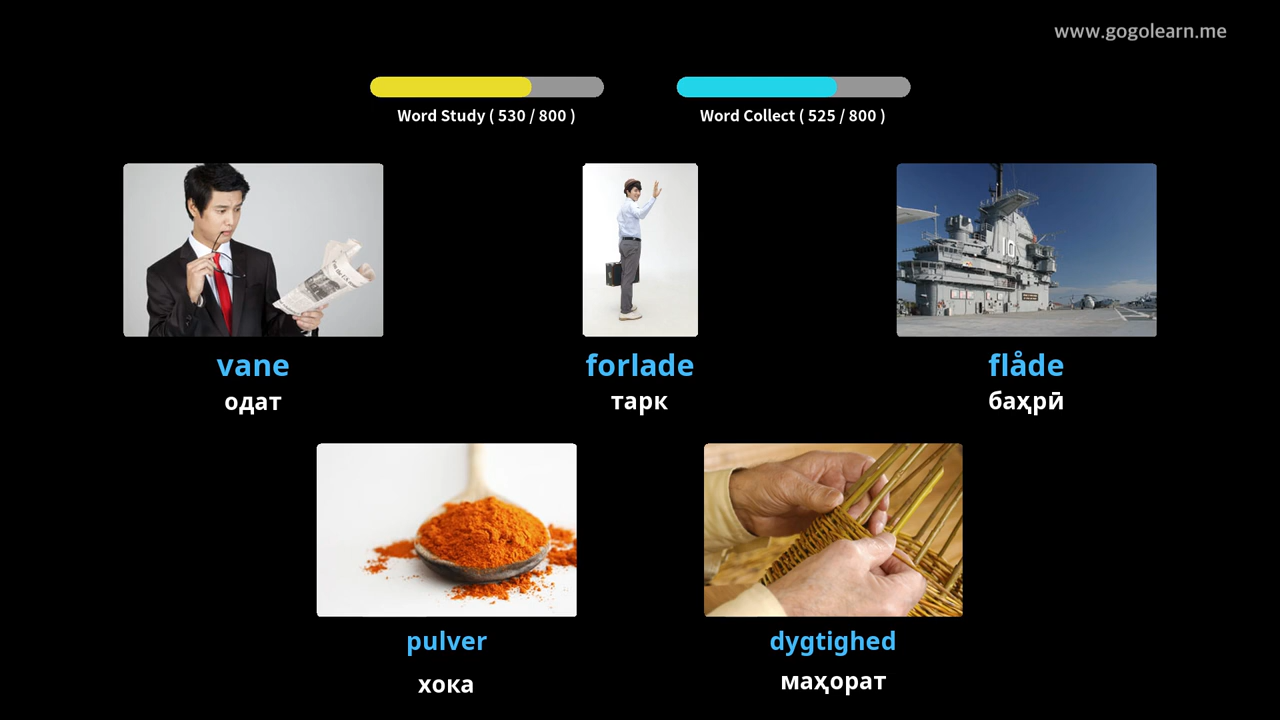 www.gogolearn.me
Word Study ( 530 / 800 )
Word Collect ( 525 / 800 )
vane
одат
forlade
тарк
flåde
баҳрӣ
10
pulver
хока
dygtighed
маҳорат